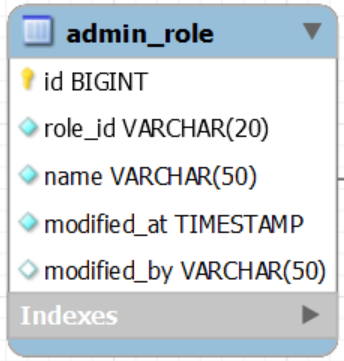 admin_role
id BIGINT
role_id VARCHAR(20)
name VARCHAR(50)
modified_at TIMESTAMP
modified_by VARCHAR(50)
Indexes